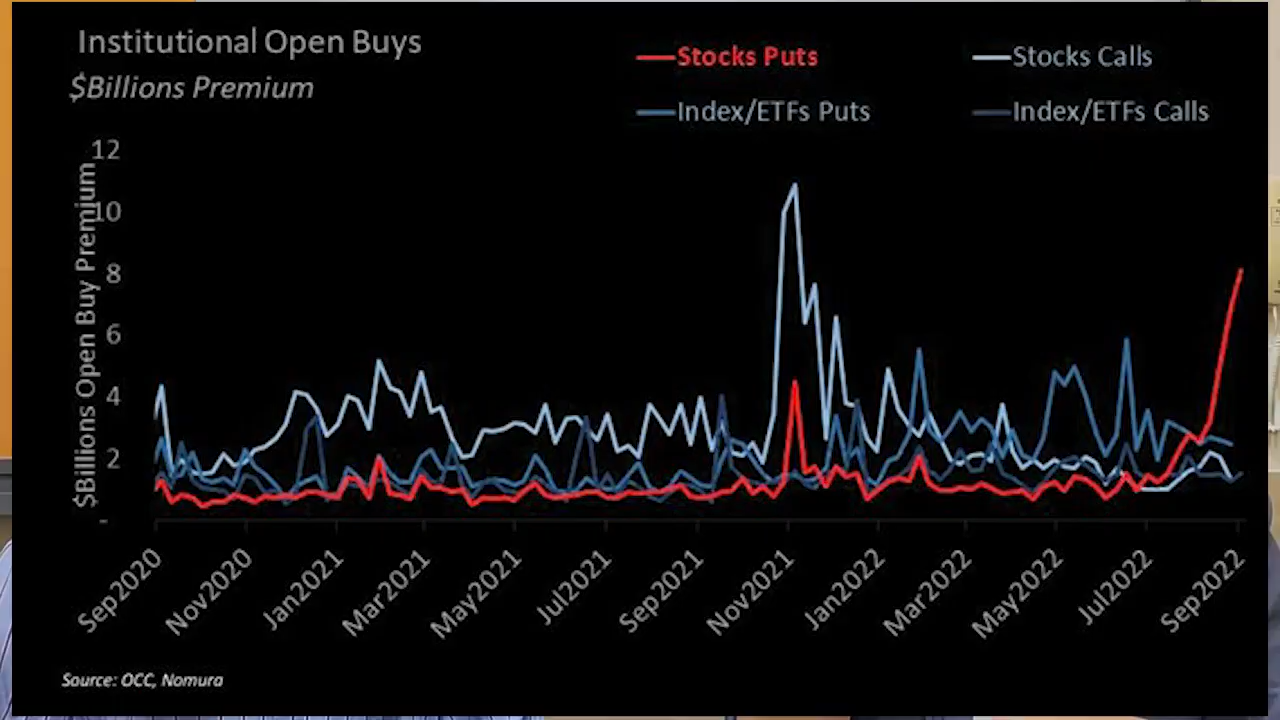 Institutional Open Buys
$Billions Premium
Stocks Puts
Stocks Calls
Index/ETFs Puts
Index/ETFs Calls
$Billions Open Buy Premium
12
10
8
6
4
2
-
Sep2020
Nov2020
Jan2021
Mar2021
May2021
Jul2021
Sep2021
Nov2021
Jan2022
Mar2022
May2022
Jul2022
Sep2022
Source: OCC, Nomura